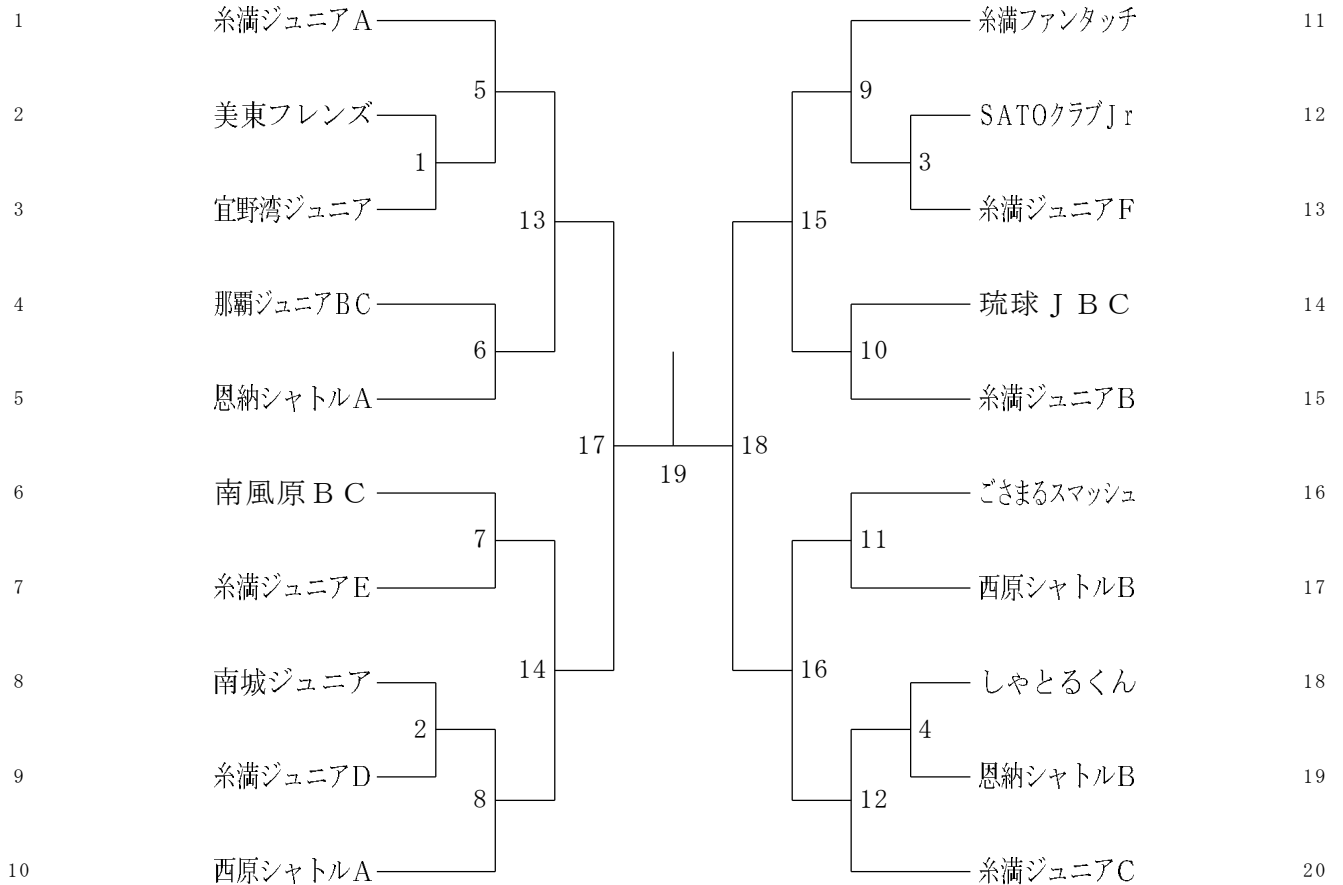 1 糸満ジュニアA 糸満ファンタッチ 11
5 9
2 美東フレンズ SATOクラブJr 12
1 3
3 宜野湾ジュニア 糸満ジュニアF 13
13 15
4 那覇ジュニアBC 琉球JBC 14
6 10
5 恩納シャトルA 糸満ジュニアB 15
17 18
19
6 南風原BC ごさまるスマッシュ 16
7 11
7 糸満ジュニアE 西原シャトルB 17
14 16
8 南城ジュニア しゃとるくん 18
2 4
9 糸満ジュニアD 恩納シャトルB 19
8 12
10 西原シャトルA 糸満ジュニアC 20